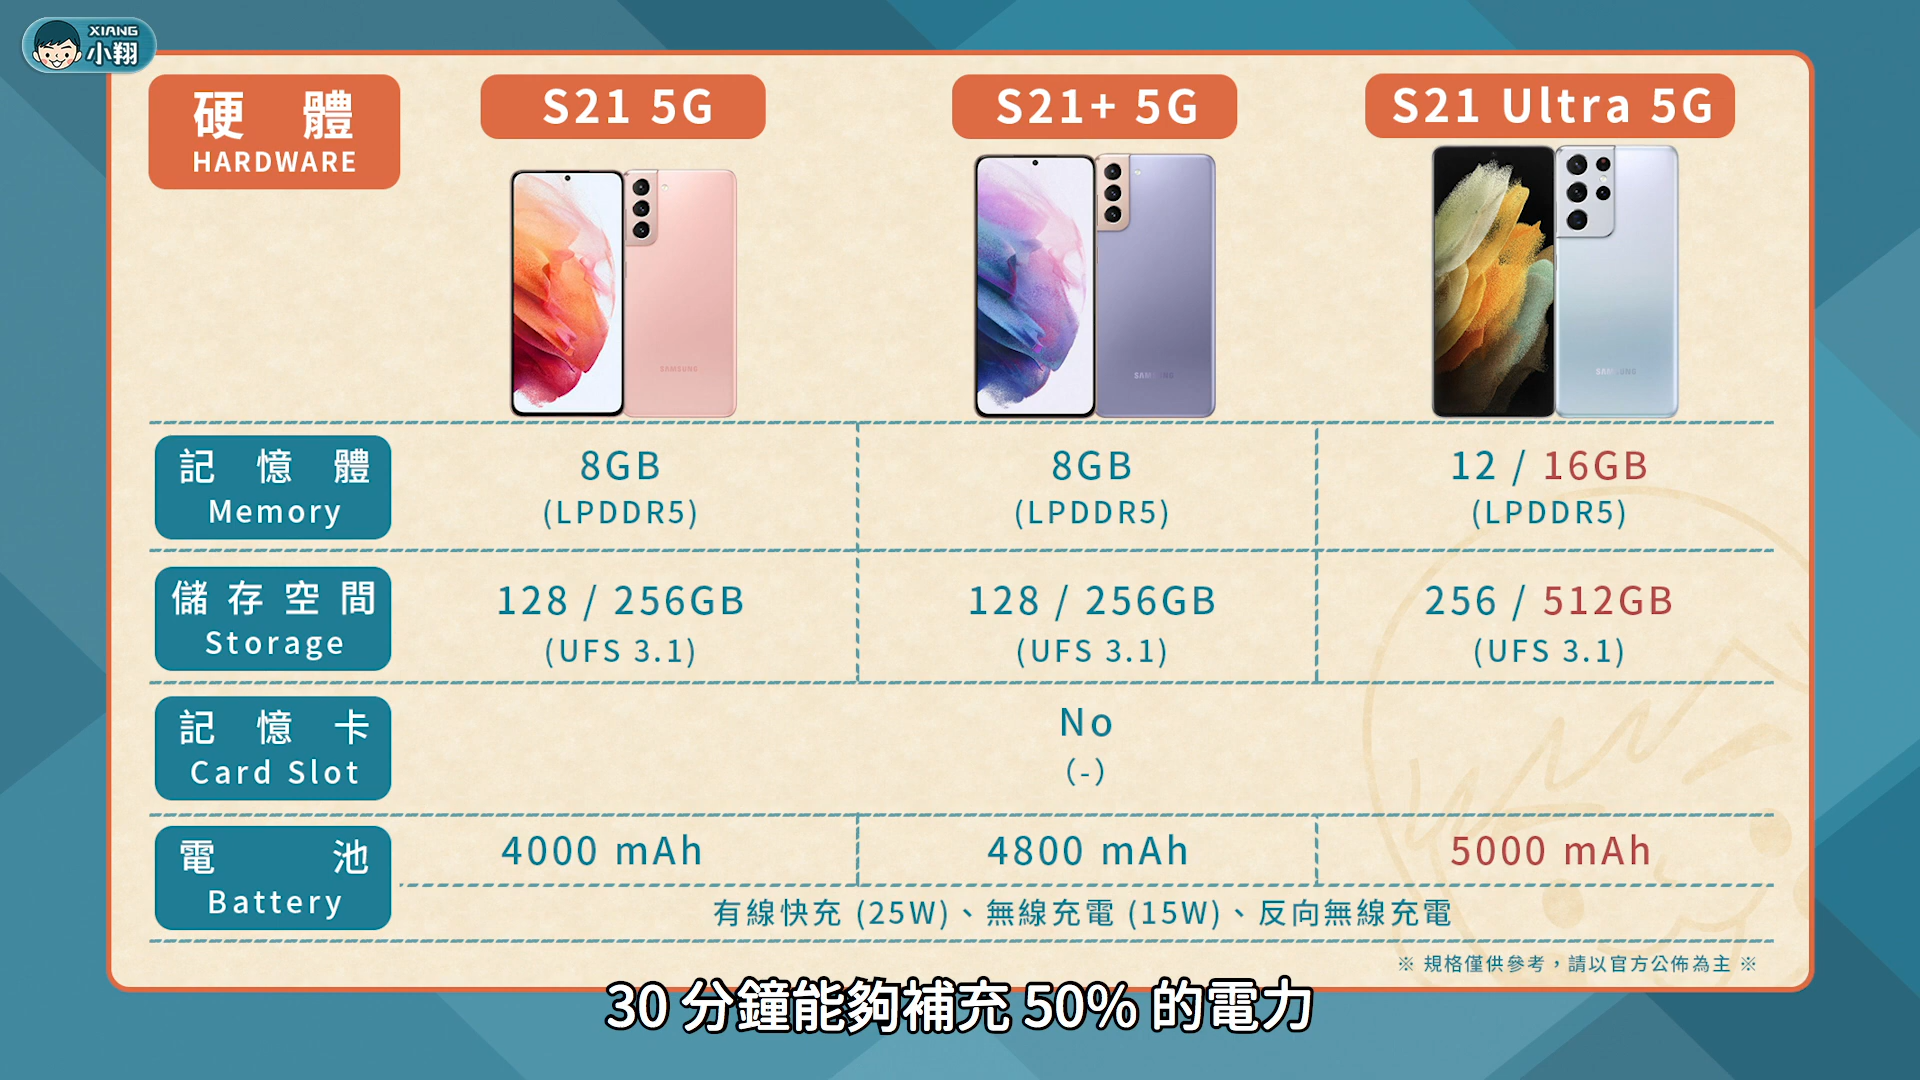 XIANG
小翔
硬體
HARDWARE
S21 5G
S21+ 5G
S21 Ultra 5G
SAMSUNG
SAMSUNG
SAMSUNG
記憶體
Memory
8GB
(LPDDR5)
8GB
(LPDDR5)
12 / 16GB
(LPDDR5)
儲存空間
Storage
128 / 256GB
(UFS 3.1)
128 / 256GB
(UFS 3.1)
256 / 512GB
(UFS 3.1)
記憶卡
Card Slot
No
(-)
電池
Battery
4000 mAh
4800 mAh
5000 mAh
有線快充 (25W)、無線充電 (15W)、反向無線充電
※ 規格僅供參考，請以官方公佈為主 ※
30 分鐘能夠補充 50% 的電力